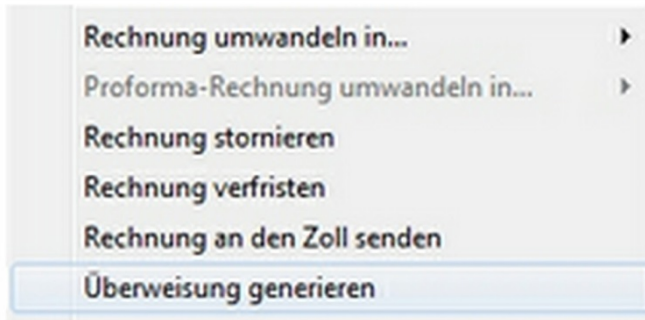 Rechnung umwandeln in...
Proforma-Rechnung umwandeln in...
Rechnung stornieren
Rechnung verfristen
Rechnung an den Zoll senden
Überweisung generieren